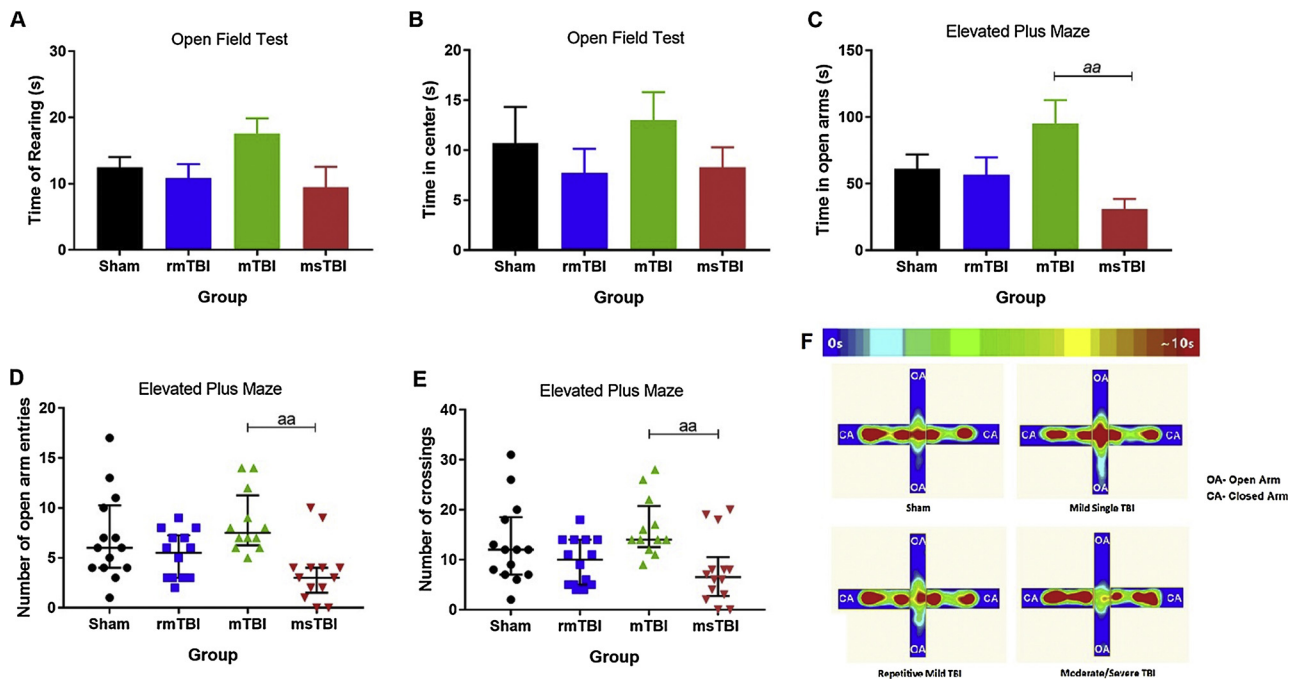 A
Open Field Test
Time of Rearing (s)
30
20
10
0
Sham rmTBI mTBI msTBI
Group
B
Open Field Test
Time in center (s)
20
15
10
5
0
Sham rmTBI mTBI msTBI
Group
C
Elevated Plus Maze
Time in open arms (s)
150
100
50
0
aa
Sham rmTBI mTBI msTBI
Group
D
Elevated Plus Maze
Number of open arm entries
20
15
10
5
0
aa
Sham rmTBI mTBI msTBI
Group
E
Elevated Plus Maze
Number of crossings
40
30
20
10
0
aa
Sham rmTBI mTBI msTBI
Group
F
0s ~10s
CA
CA CA
CA
Sham
OA
CA CA
OA
Mild Single TBI
OA- Open Arm
CA- Closed Arm
CA CA
CA
Repetitive Mild TBI
OA
CA CA
OA
Moderate/Severe TBI